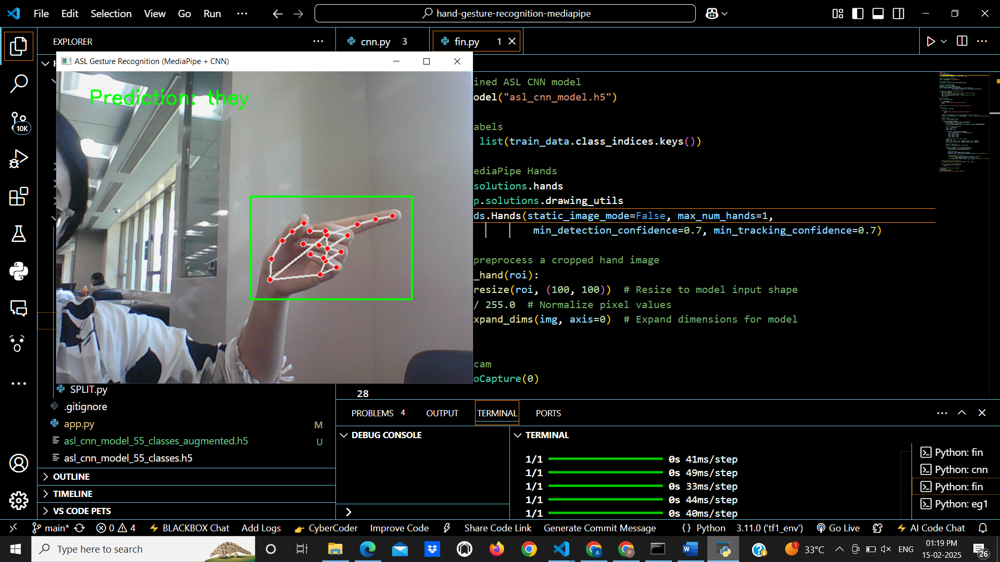 File Edit Selection View Go Run ...
hand-gesture-recognition-mediapipe
EXPLORER ...
cnn.py 3
fin.py 1
ASL Gesture Recognition (MediaPipe + CNN)
Prediction: they
10K
ined ASL CNN model
odel("asl_cnn_model.h5")
abels
list(train_data.class_indices.keys())
ediaPipe Hands
solutions.hands
p.solutions.drawing_utils
ds.Hands(static_image_mode=False, max_num_hands=1,
min_detection_confidence=0.7, min_tracking_confidence=0.7)
preprocess a cropped hand image
_hand(roi):
resize(roi, (100, 100))  # Resize to model input shape
/ 255.0  # Normalize pixel values
xpand_dims(img, axis=0)  # Expand dimensions for model
cam
oCapture(0)
28
SPLIT.py
.gitignore
app.py M
asl_cnn_model_55_classes_augmented.h5 U
asl_cnn_model_55_classes.h5
OUTLINE
TIMELINE
VS CODE PETS
PROBLEMS 4 OUTPUT TERMINAL PORTS
DEBUG CONSOLE
TERMINAL
1/1 0s 41ms/step
1/1 0s 49ms/step
1/1 0s 33ms/step
1/1 0s 44ms/step
1/1 0s 40ms/step
Python: fin
Python: cnn
Python: fin
Python: eg1
main* 0 4 BLACKBOX Chat Add Logs CyberCoder Improve Code Share Code Link Generate Commit Message {} Python 3.11.0 ('tf1_env') Go Live AI Code Chat
Type here to search
33°C ENG
01:19 PM
15-02-2025
26